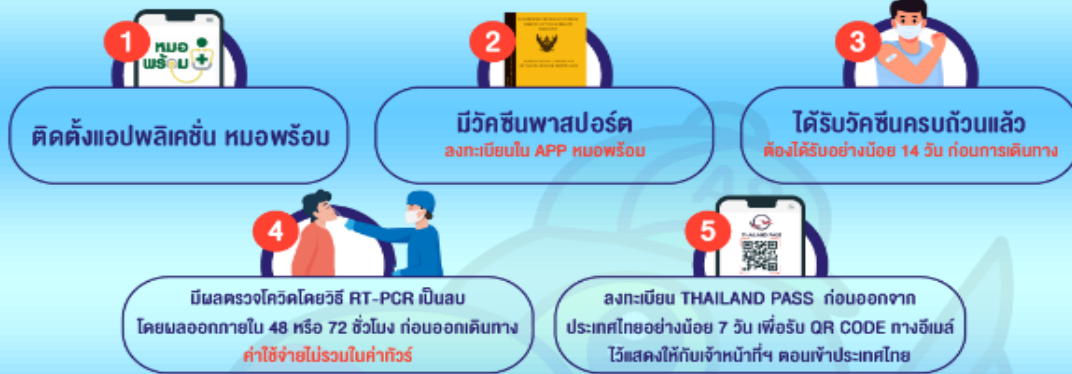 1
หมอ
พร้อม
ติดตั้งแอปพลิเคชั่น หมอพร้อม
2
มีวัคซีนพาสปอร์ต
ลงทะเบียนใน APP หมอพร้อม
3
ได้รับวัคซีนครบถ้วนแล้ว
ต้องได้รับอย่างน้อย 14 วัน ก่อนการเดินทาง
4
มีผลตรวจโควิดโดยวิธี RT-PCR เป็นลบ
โดยผลออกภายใน 48 หรือ 72 ชั่วโมง ก่อนออกเดินทาง
ค่าใช้จ่ายไม่รวมในค่าทัวร์
5
THAILAND PASS
ลงทะเบียน THAILAND PASS ก่อนออกจาก
ประเทศไทยอย่างน้อย 7 วัน เพื่อรับ QR CODE ทางอีเมล์
ไว้แสดงให้กับเจ้าหน้าที่ฯ ตอนเข้าประเทศไทย